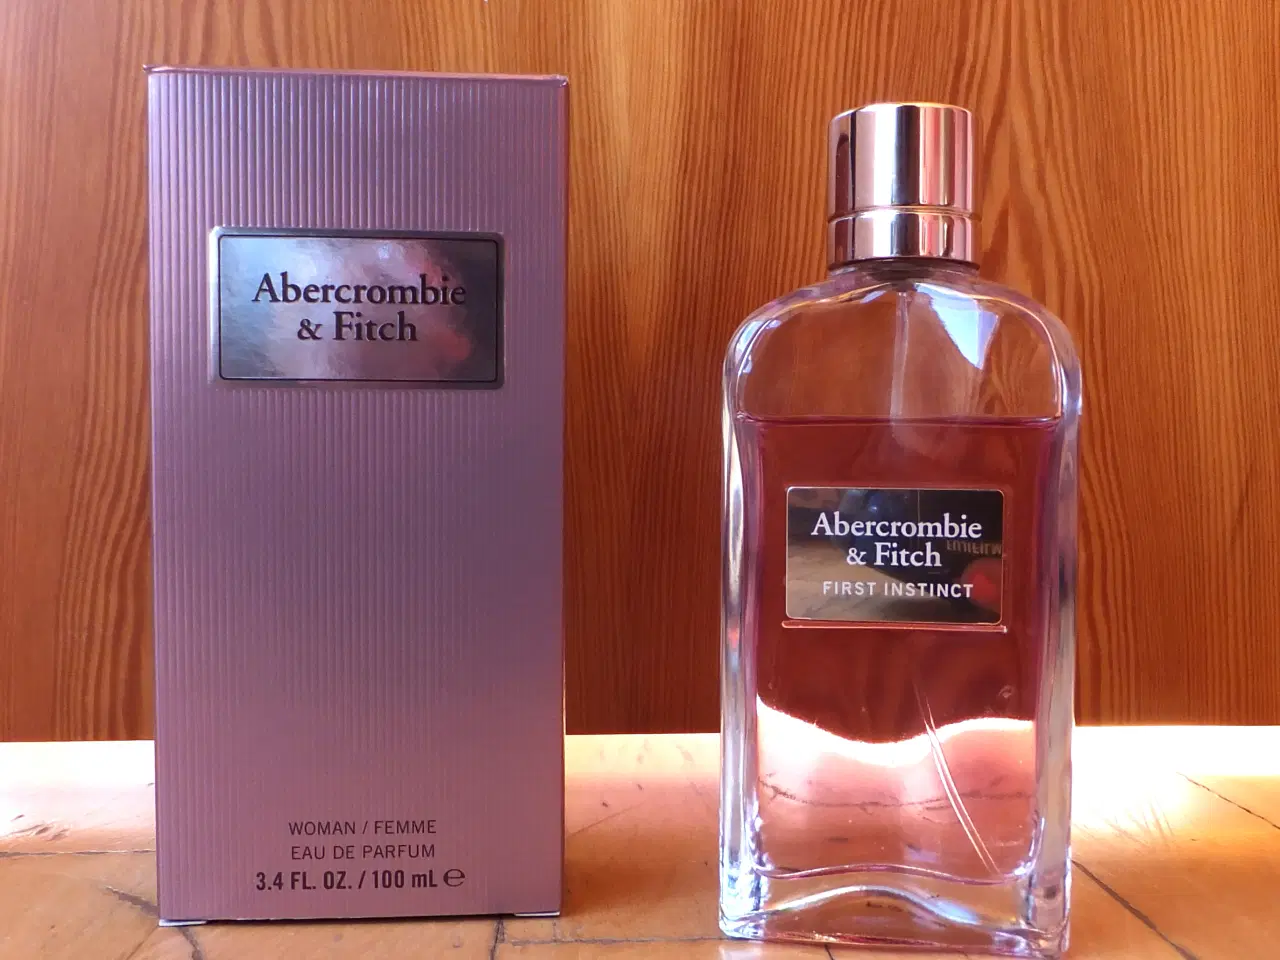 Abercrombie
& Fitch
WOMAN / FEMME
EAU DE PARFUM
3.4 FL. OZ. / 100 mL ℮
Abercrombie
& Fitch
FIRST INSTINCT